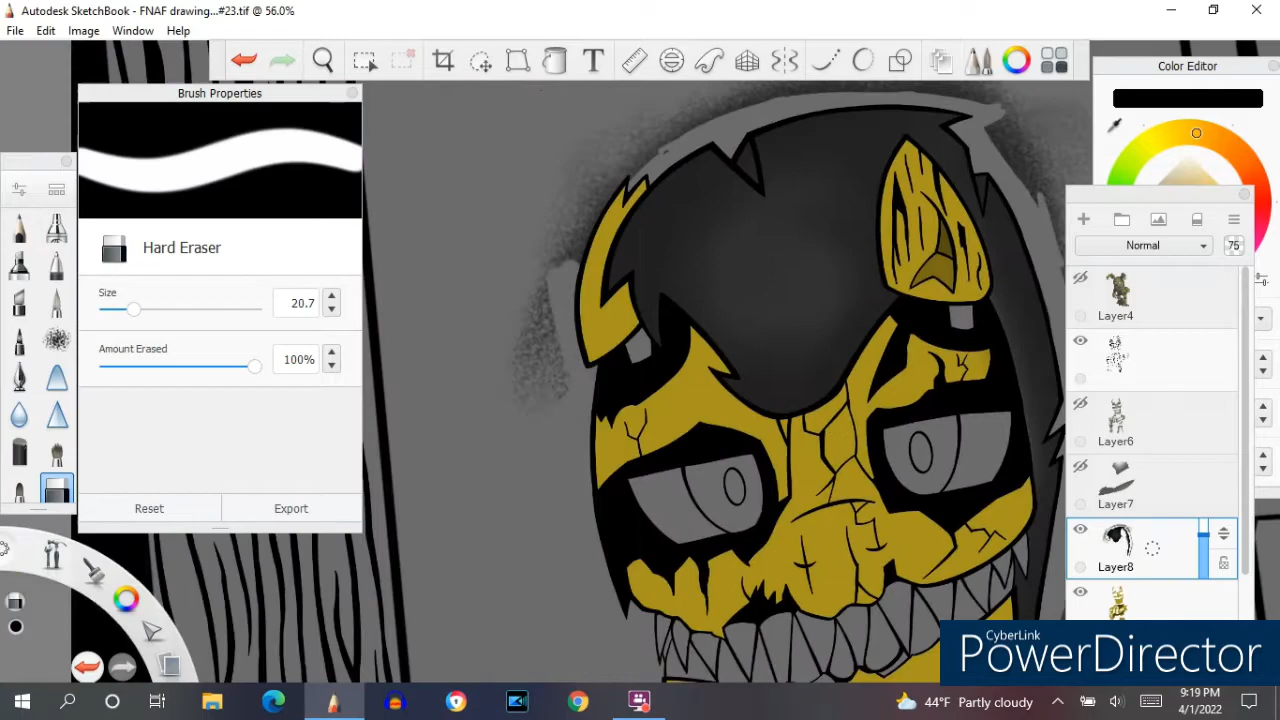 Autodesk SketchBook - FNAF drawing...#23.tif @ 56.0%
File Edit Image Window Help
Brush Properties
Hard Eraser
Size
20.7
Amount Erased
100%
Reset Export
Color Editor
Normal 75
Layer4
Layer6
Layer7
Layer8
CyberLink
PowerDirector
44°F Partly cloudy
9:19 PM
4/1/2022